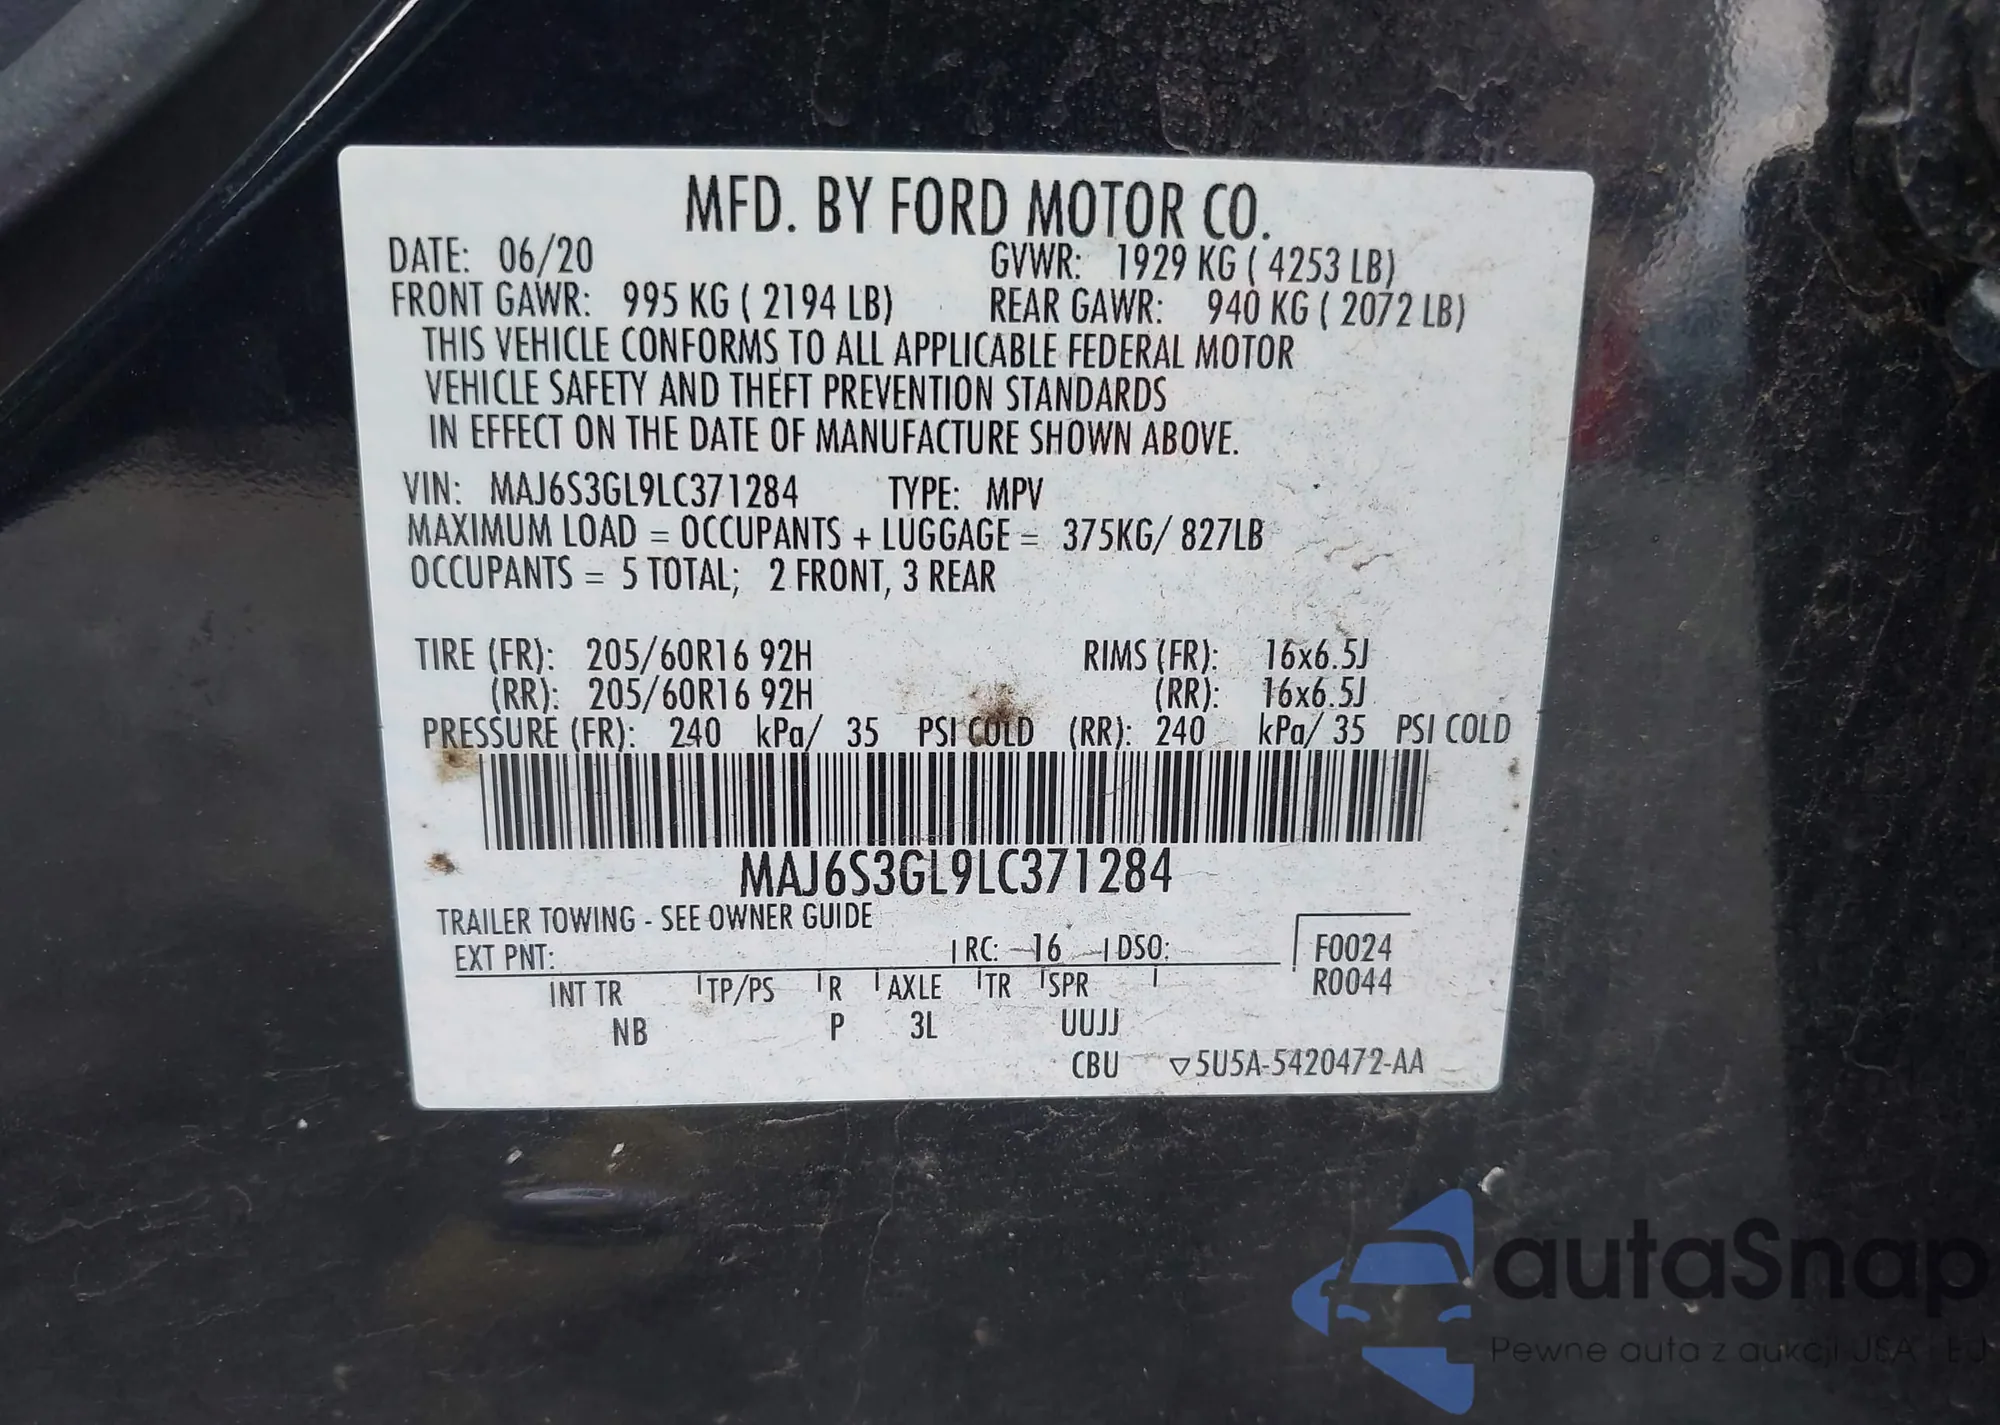 MFD. BY FORD MOTOR CO.
DATE: 06/20 GVWR: 1929 KG ( 4253 LB)
FRONT GAWR: 995 KG ( 2194 LB) REAR GAWR: 940 KG ( 2072 LB)
THIS VEHICLE CONFORMS TO ALL APPLICABLE FEDERAL MOTOR
VEHICLE SAFETY AND THEFT PREVENTION STANDARDS
IN EFFECT ON THE DATE OF MANUFACTURE SHOWN ABOVE.
VIN: MAJ6S3GL9LC371284 TYPE: MPV
MAXIMUM LOAD = OCCUPANTS + LUGGAGE = 375KG/ 827LB
OCCUPANTS = 5 TOTAL; 2 FRONT, 3 REAR
TIRE (FR): 205/60R16 92H RIMS (FR): 16x6.5J
(RR): 205/60R16 92H (RR): 16x6.5J
PRESSURE (FR): 240 kPa/ 35 PSI COLD (RR): 240 kPa/ 35 PSI COLD
MAJ6S3GL9LC371284
TRAILER TOWING - SEE OWNER GUIDE
EXT PNT: RC: 16 DSO: F0024
INT TR TP/PS R AXLE TR SPR R0044
NB P 3L UUJJ
CBU ▽5U5A-5420472-AA
autaSnap
Pewne auta z aukcji USA i EU